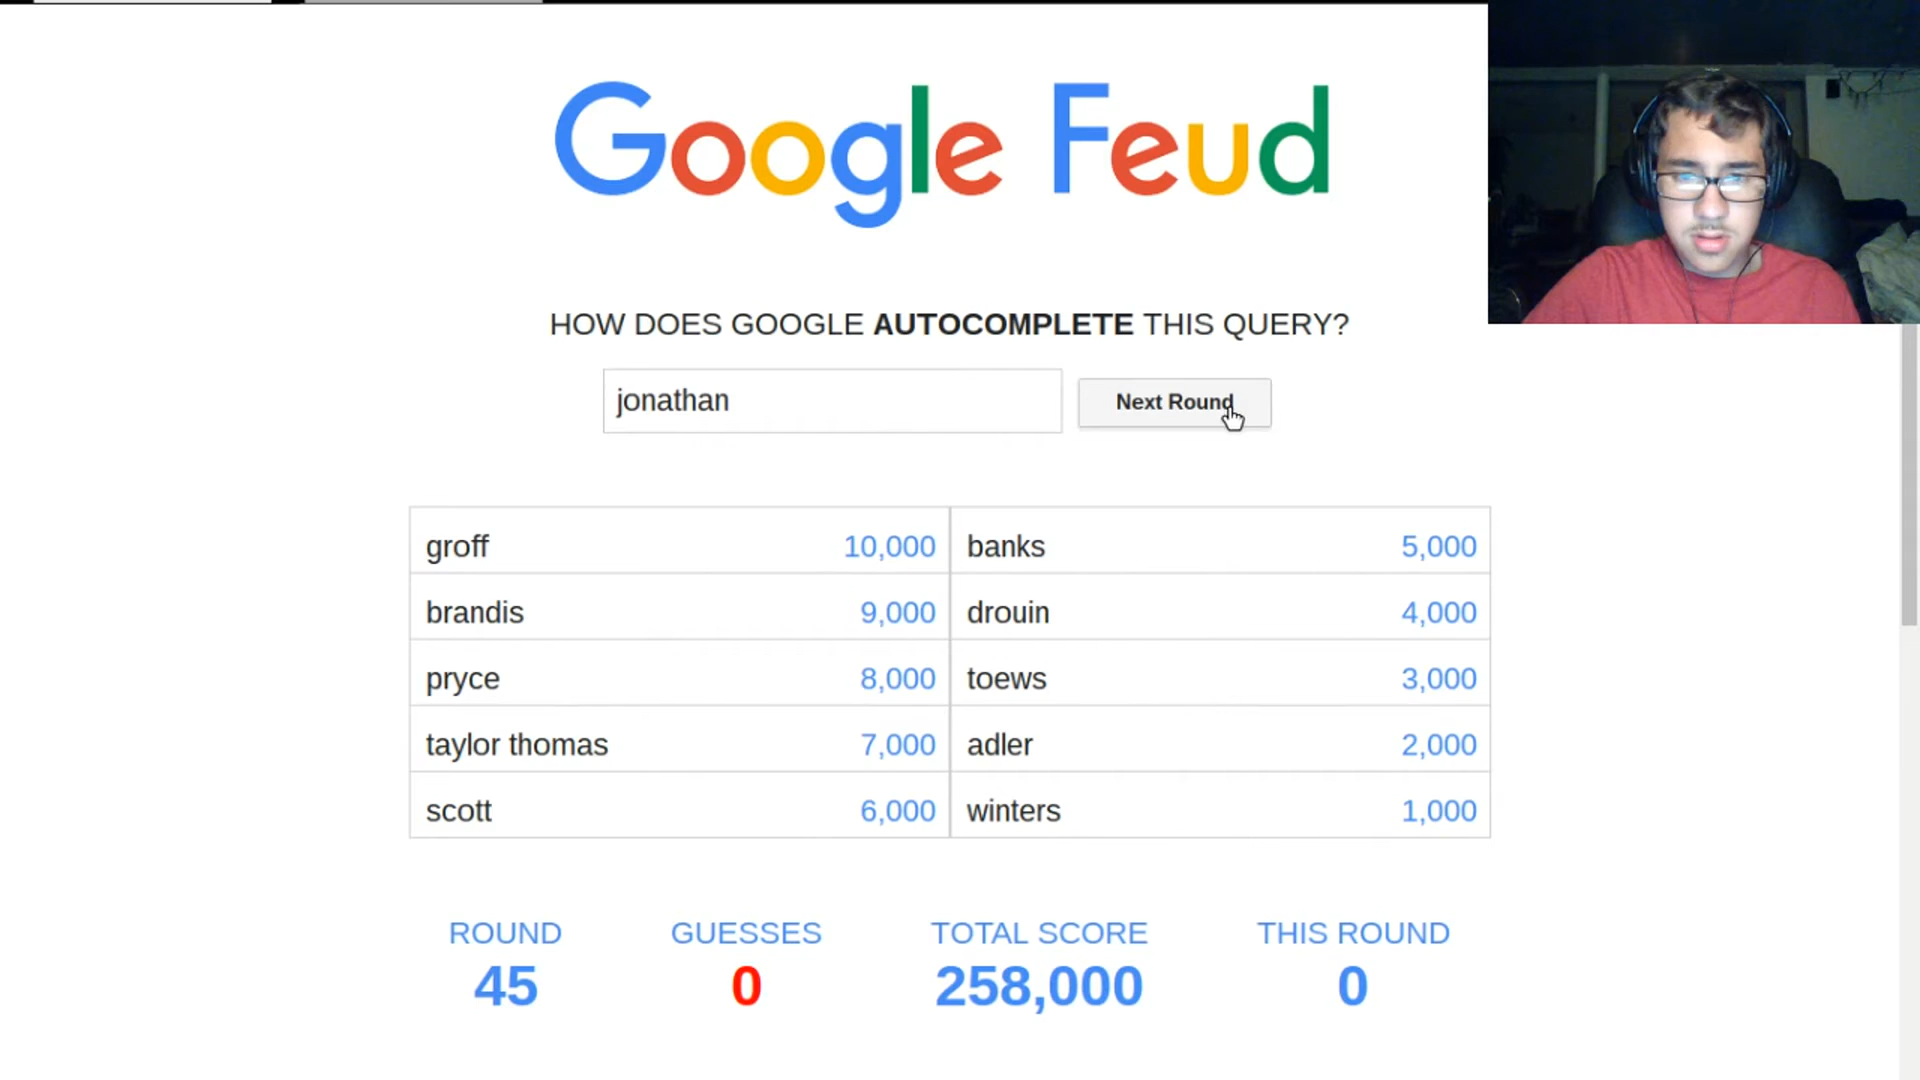 Google Feud
HOW DOES GOOGLE AUTOCOMPLETE THIS QUERY?
jonathan
Next Round
groff 10,000 banks 5,000
brandis 9,000 drouin 4,000
pryce 8,000 toews 3,000
taylor thomas 7,000 adler 2,000
scott 6,000 winters 1,000
ROUND GUESSES TOTAL SCORE THIS ROUND
45 0 258,000 0